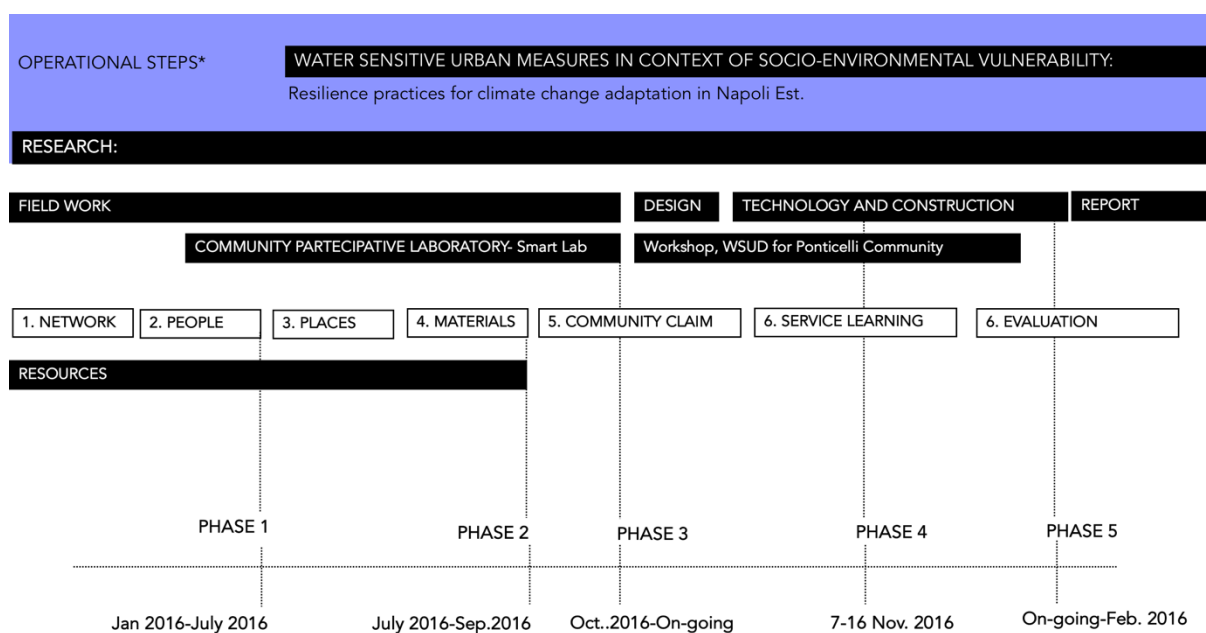 OPERATIONAL STEPS*
WATER SENSITIVE URBAN MEASURES IN CONTEXT OF SOCIO-ENVIRONMENTAL VULNERABILITY:
Resilience practices for climate change adaptation in Napoli Est.
RESEARCH:
FIELD WORK
DESIGN
TECHNOLOGY AND CONSTRUCTION
REPORT
COMMUNITY PARTECIPATIVE LABORATORY- Smart Lab
Workshop, WSUD for Ponticelli Community
1. NETWORK
2. PEOPLE
3. PLACES
4. MATERIALS
5. COMMUNITY CLAIM
6. SERVICE LEARNING
6. EVALUATION
RESOURCES
PHASE 1
PHASE 2
PHASE 3
PHASE 4
PHASE 5
Jan 2016-July 2016
July 2016-Sep.2016
Oct..2016-On-going
7-16 Nov. 2016
On-going-Feb. 2016